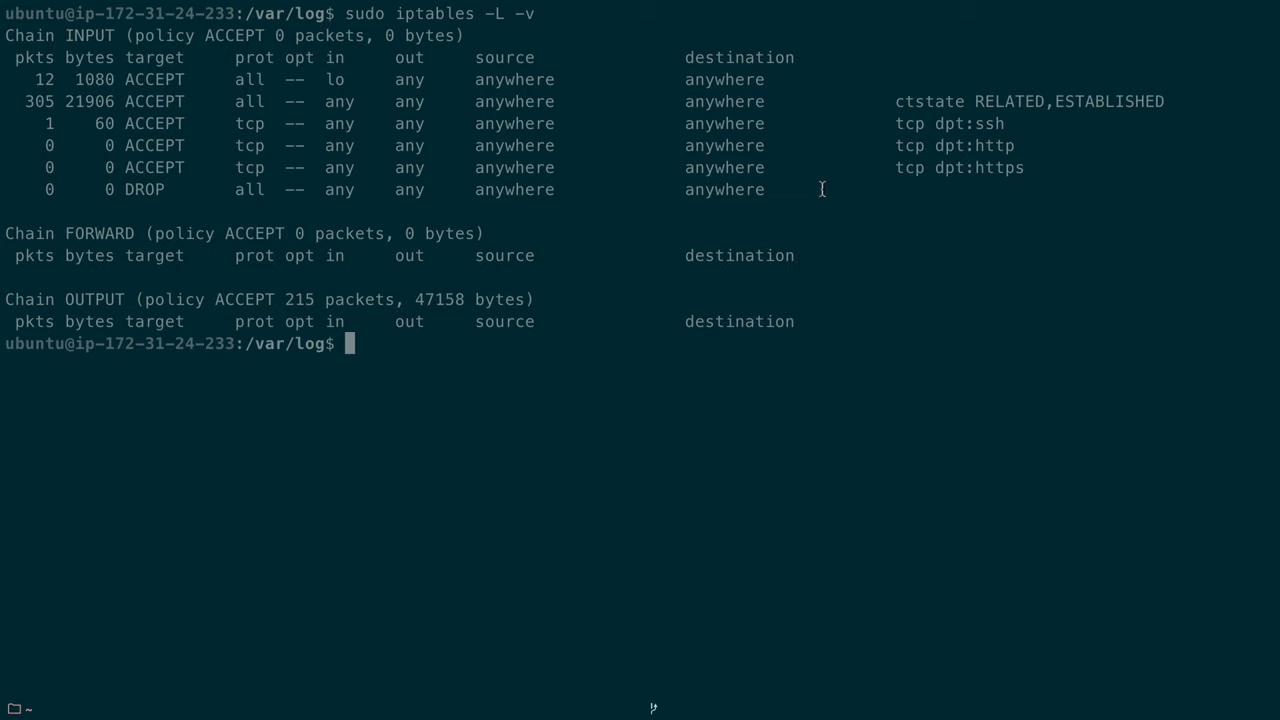 ubuntu@ip-172-31-24-233:/var/log$ sudo iptables -L -v
Chain INPUT (policy ACCEPT 0 packets, 0 bytes)
 pkts bytes target     prot opt in     out     source               destination
   12  1080 ACCEPT     all  --  lo     any     anywhere             anywhere
  305 21906 ACCEPT     all  --  any    any     anywhere             anywhere             ctstate RELATED,ESTABLISHED
    1    60 ACCEPT     tcp  --  any    any     anywhere             anywhere             tcp dpt:ssh
    0     0 ACCEPT     tcp  --  any    any     anywhere             anywhere             tcp dpt:http
    0     0 ACCEPT     tcp  --  any    any     anywhere             anywhere             tcp dpt:https
    0     0 DROP       all  --  any    any     anywhere             anywhere
Chain FORWARD (policy ACCEPT 0 packets, 0 bytes)
 pkts bytes target     prot opt in     out     source               destination
Chain OUTPUT (policy ACCEPT 215 packets, 47158 bytes)
 pkts bytes target     prot opt in     out     source               destination
ubuntu@ip-172-31-24-233:/var/log$
~